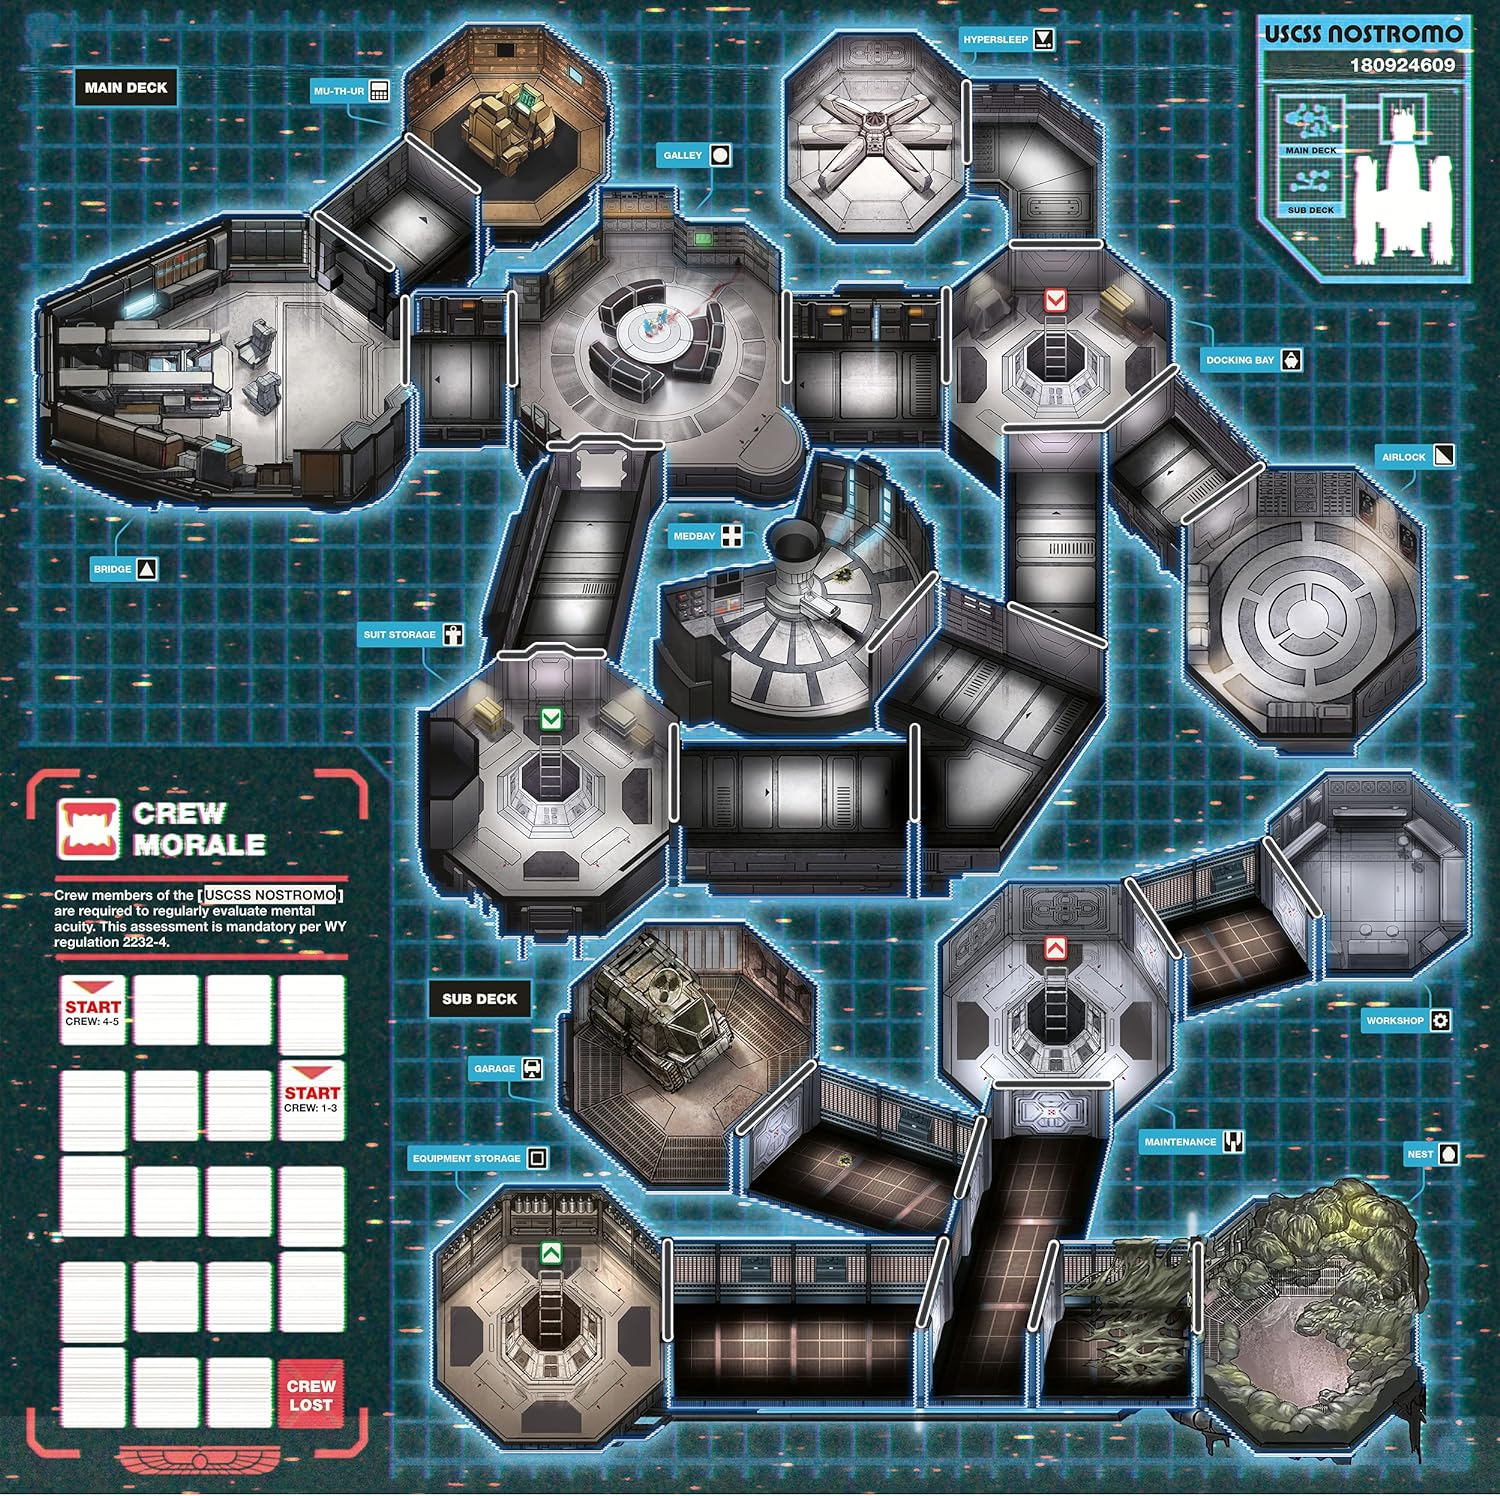 USCSS NOSTROMO
180924609
MAIN DECK
SUB DECK
MAIN DECK
MU-TH-UR
HYPERSLEEP
GALLEY
DOCKING BAY
AIRLOCK
MEDBAY
BRIDGE
SUIT STORAGE
CREW
MORALE
Crew members of the [USCSS NOSTROMO]
are required to regularly evaluate mental
acuity. This assessment is mandatory per WY
regulation 2232-4.
START
CREW: 4-5
START
CREW: 1-3
CREW
LOST
SUB DECK
WORKSHOP
GARAGE
MAINTENANCE
NEST
EQUIPMENT STORAGE